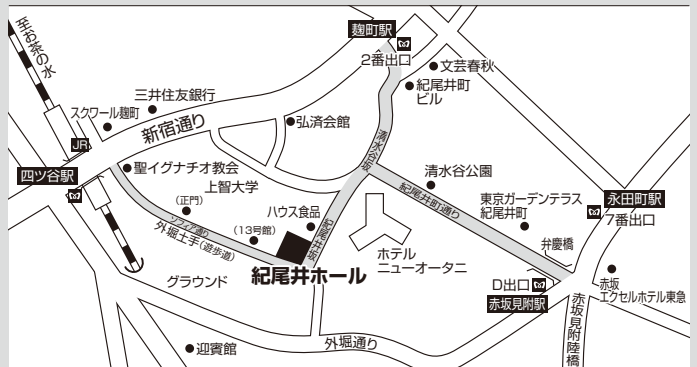 至お茶の水
麹町駅
2番出口
文芸春秋
紀尾井町
ビル
三井住友銀行
スクワール麹町
新宿通り
弘済会館
JR
四ツ谷駅
聖イグナチオ教会
上智大学
(正門)
ソフィア通り
外堀土手(遊歩道)
(13号館)
ハウス食品
紀尾井ホール
グラウンド
紀尾井坂
清水谷坂
清水谷公園
紀尾井町通り
東京ガーデンテラス
紀尾井町
永田町駅
7番出口
弁慶橋
ホテル
ニューオータニ
D出口
赤坂見附駅
赤坂
エクセルホテル東急
赤坂見附陸橋
外堀通り
迎賓館